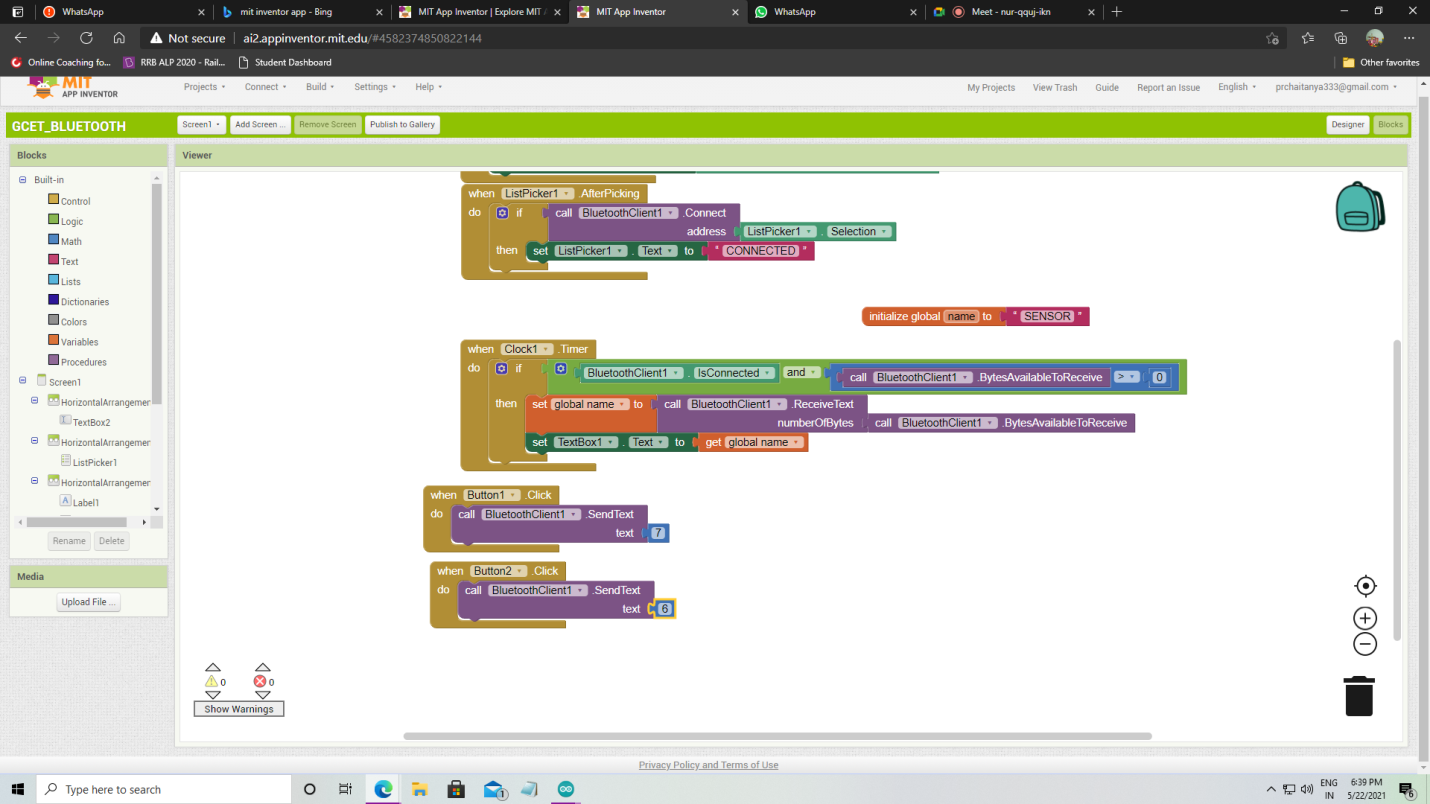 WhatsApp
mit inventor app - Bing
MIT App Inventor | Explore MIT A
MIT App Inventor
WhatsApp
Meet - nur-qquj-ikn
Not secure
ai2.appinventor.mit.edu/#4582374850822144
Online Coaching fo...
RRB ALP 2020 - Rail...
Student Dashboard
Other favorites
MIT
APP INVENTOR
Projects
Connect
Build
Settings
Help
My Projects
View Trash
Guide
Report an Issue
English
prchaitanya333@gmail.com
GCET_BLUETOOTH
Screen1
Add Screen ...
Remove Screen
Publish to Gallery
Designer
Blocks
Blocks
Built-in
Control
Logic
Math
Text
Lists
Dictionaries
Colors
Variables
Procedures
Screen1
HorizontalArrangemen
TextBox2
HorizontalArrangemen
ListPicker1
HorizontalArrangemen
Label1
Rename
Delete
Media
Upload File ...
Viewer
when ListPicker1 .AfterPicking
do if call BluetoothClient1 .Connect
address ListPicker1 . Selection
then set ListPicker1 . Text to " CONNECTED "
initialize global name to " SENSOR "
when Clock1 .Timer
do if BluetoothClient1 . IsConnected and call BluetoothClient1 .BytesAvailableToReceive > 0
then set global name to call BluetoothClient1 .ReceiveText
numberOfBytes call BluetoothClient1 .BytesAvailableToReceive
set TextBox1 . Text to get global name
when Button1 .Click
do call BluetoothClient1 .SendText
text 7
when Button2 .Click
do call BluetoothClient1 .SendText
text 6
0 0
Show Warnings
Privacy Policy and Terms of Use
Type here to search
1
ENG
IN
6:39 PM
5/22/2021
6